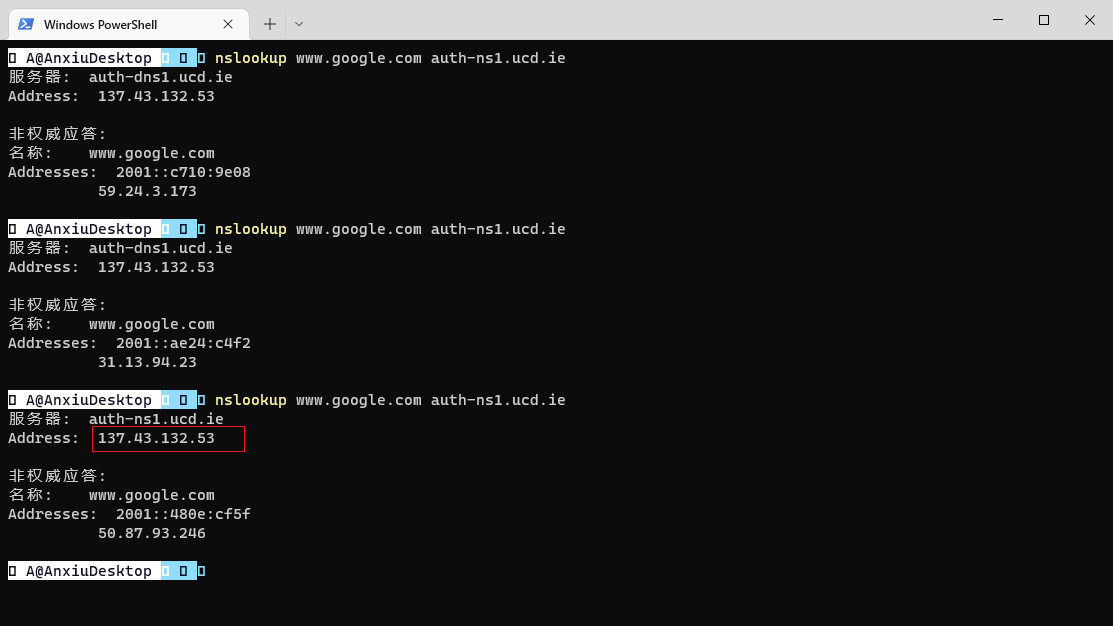 Windows PowerShell
A@AnxiuDesktop nslookup www.google.com auth-ns1.ucd.ie
服务器: auth-dns1.ucd.ie
Address: 137.43.132.53
非权威应答:
名称: www.google.com
Addresses: 2001::c710:9e08
59.24.3.173
A@AnxiuDesktop nslookup www.google.com auth-ns1.ucd.ie
服务器: auth-dns1.ucd.ie
Address: 137.43.132.53
非权威应答:
名称: www.google.com
Addresses: 2001::ae24:c4f2
31.13.94.23
A@AnxiuDesktop nslookup www.google.com auth-ns1.ucd.ie
服务器: auth-ns1.ucd.ie
Address: 137.43.132.53
非权威应答:
名称: www.google.com
Addresses: 2001::480e:cf5f
50.87.93.246
A@AnxiuDesktop